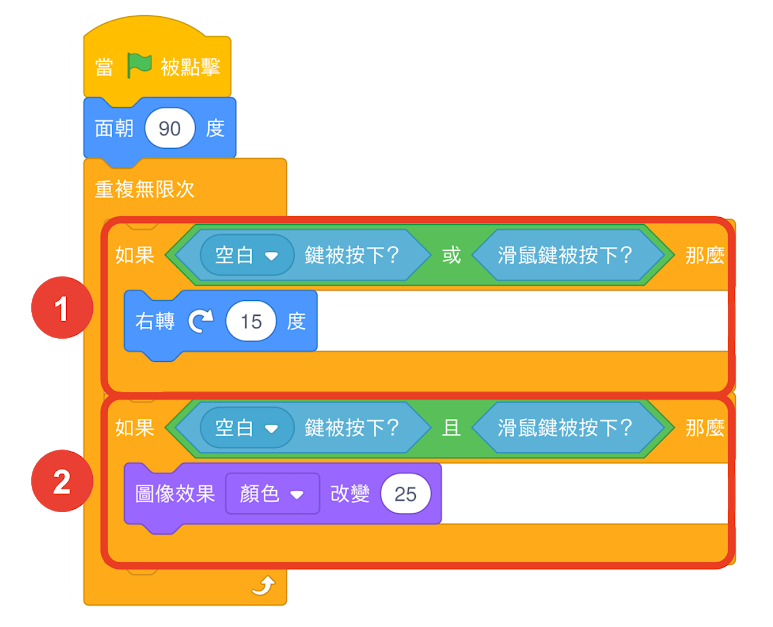 當 被點擊
面朝 90 度
重複無限次
如果 空白 鍵被按下? 或 滑鼠鍵被按下? 那麼
1
右轉 15 度
如果 空白 鍵被按下? 且 滑鼠鍵被按下? 那麼
2
圖像效果 顏色 改變 25